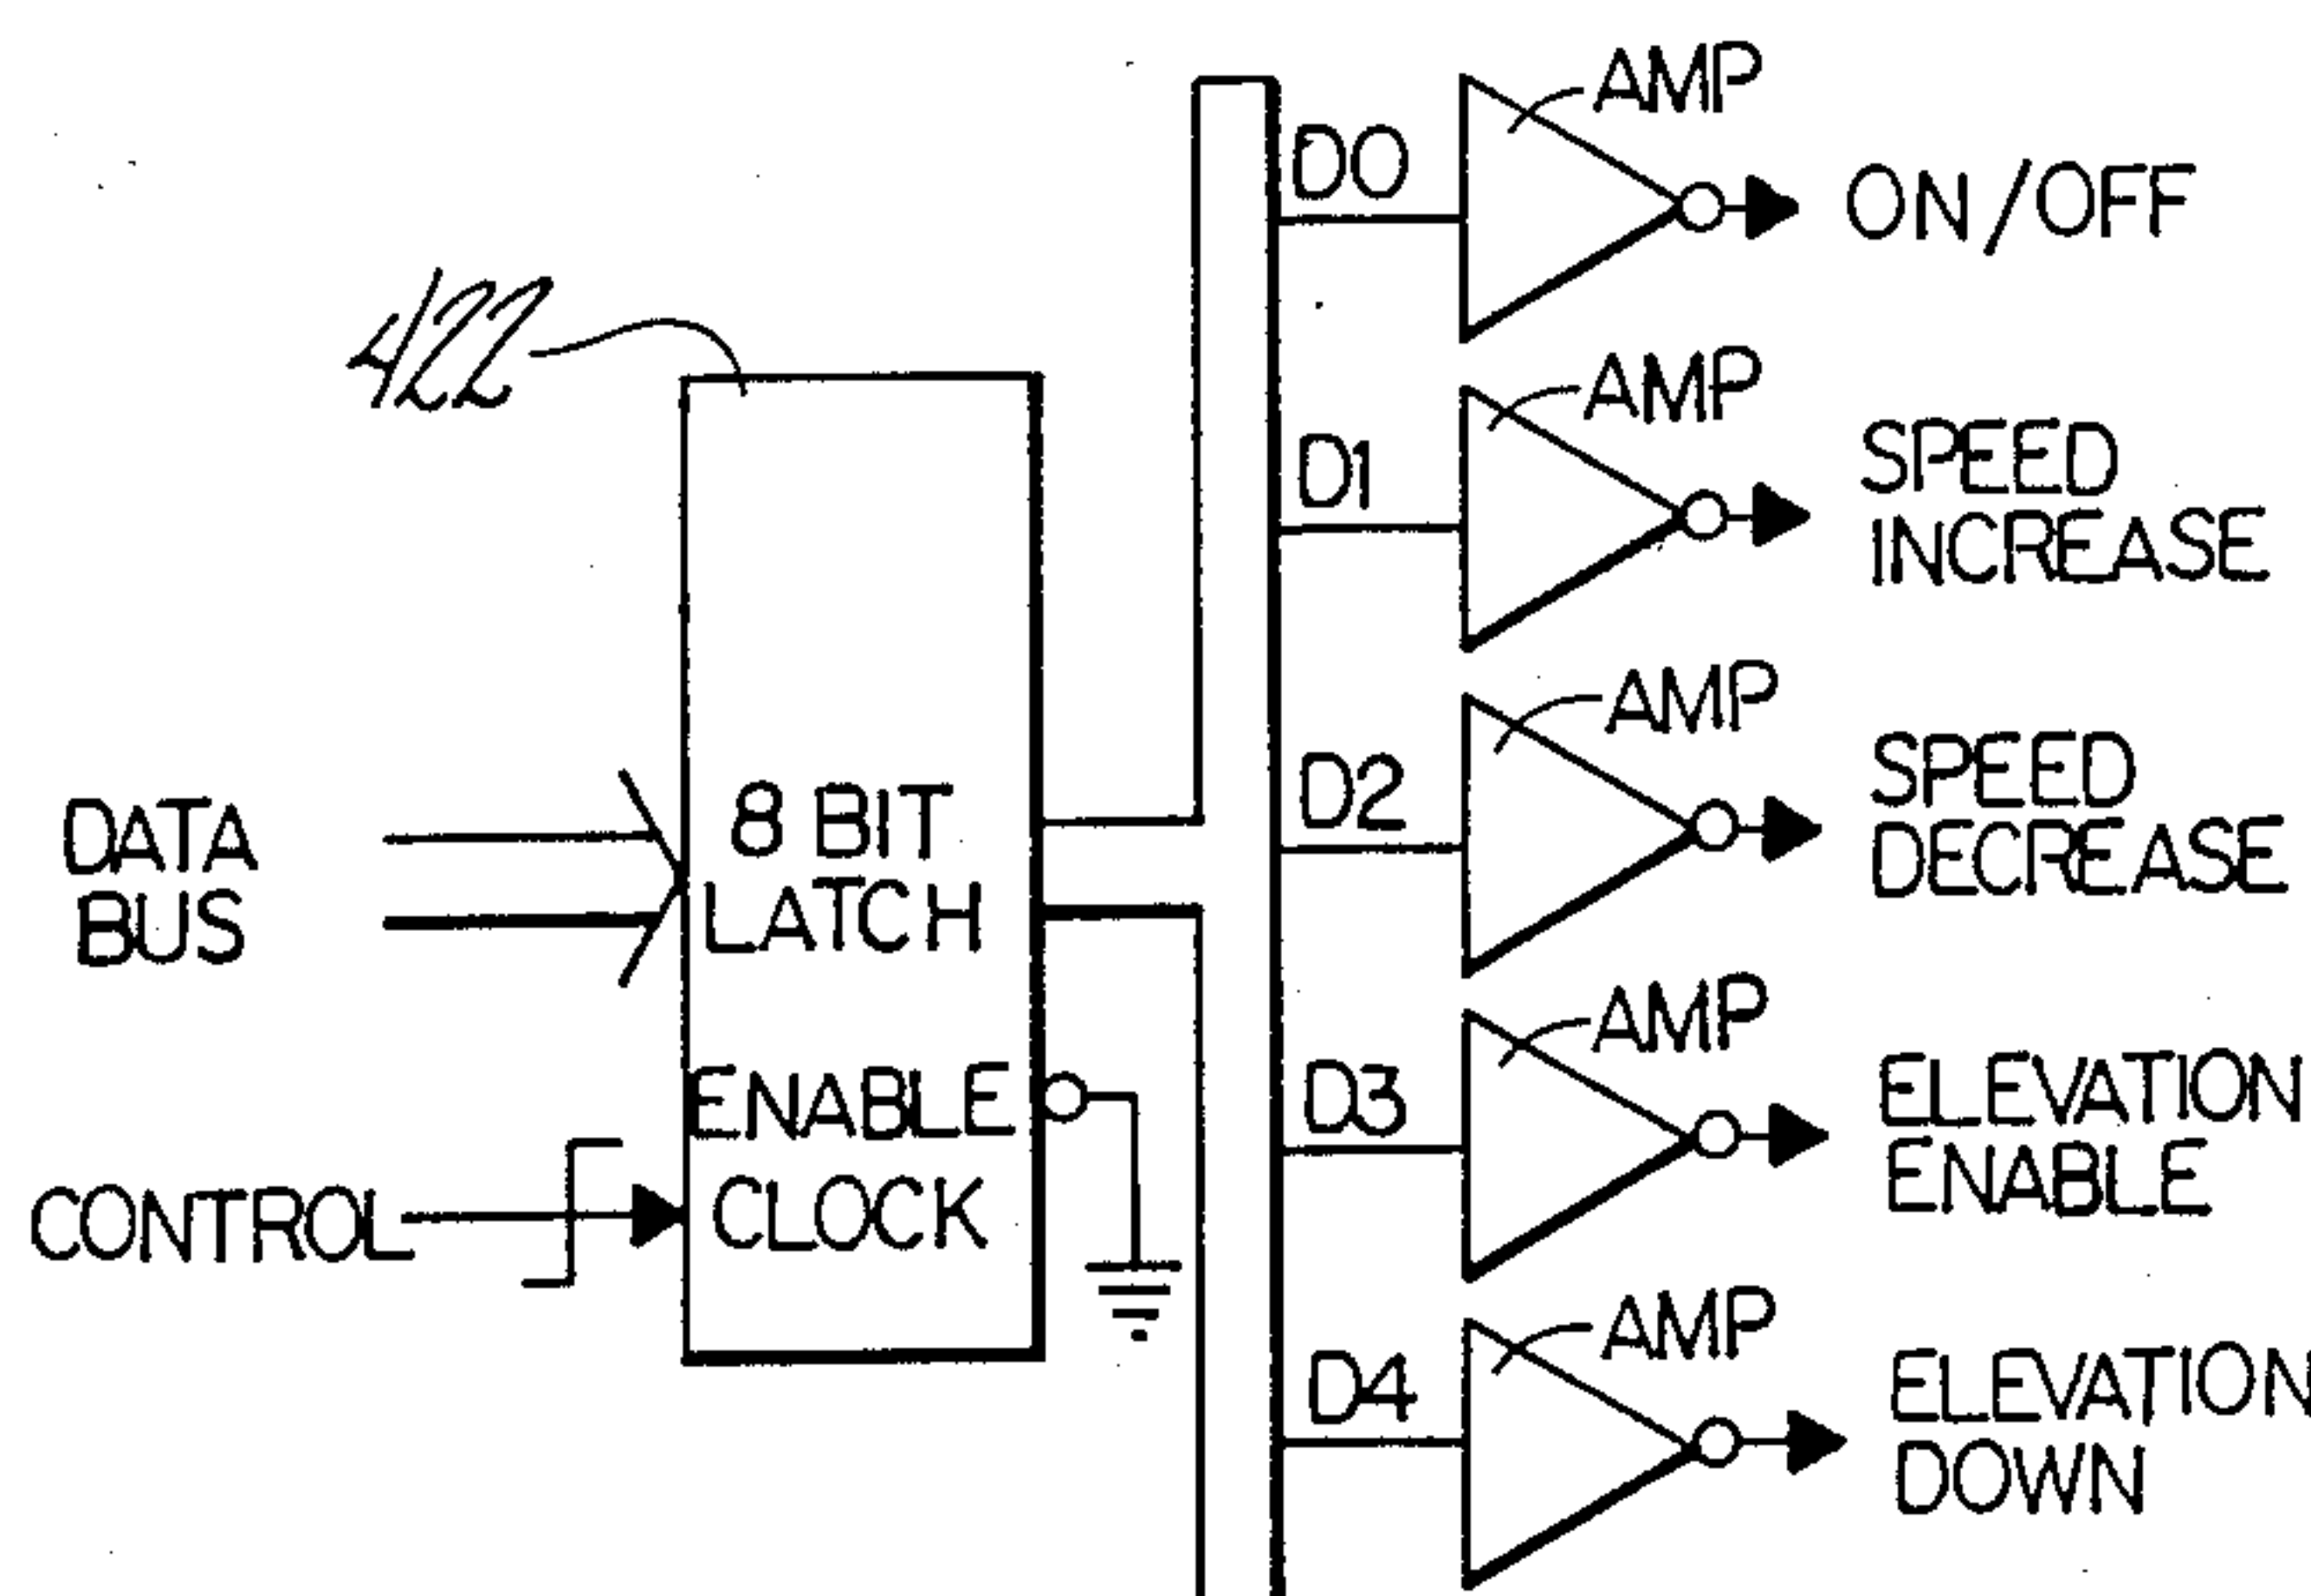 422
DATA
BUS
CONTROL
8 BIT
LATCH
ENABLE
CLOCK
D0
AMP
ON/OFF
D1
AMP
SPEED
INCREASE
D2
AMP
SPEED
DECREASE
D3
AMP
ELEVATION
ENABLE
D4
AMP
ELEVATION
DOWN